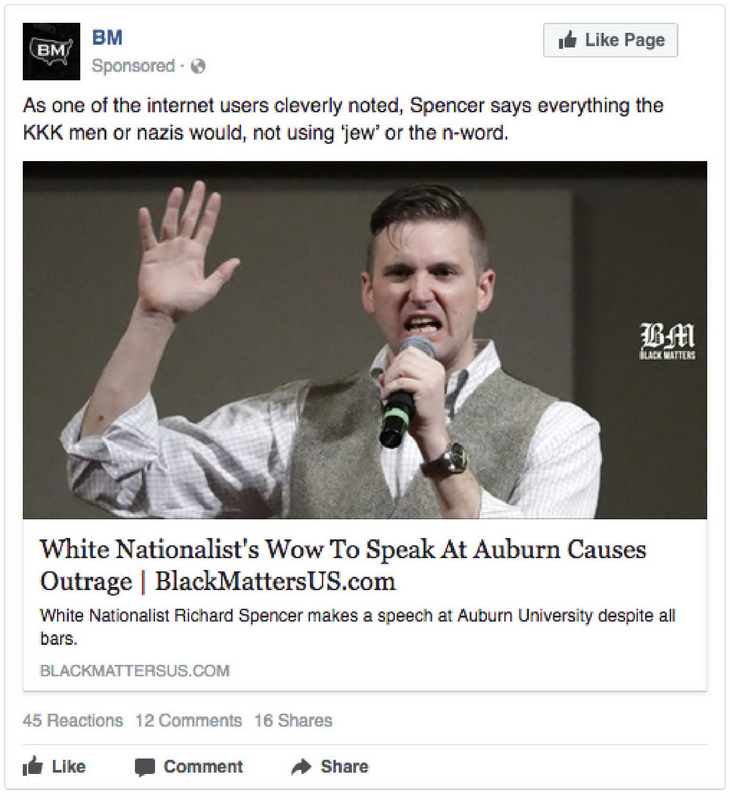 BM
BM
Like Page
Sponsored ·
As one of the internet users cleverly noted, Spencer says everything the
KKK men or nazis would, not using ‘jew’ or the n-word.
BM
BLACK MATTERS
White Nationalist's Wow To Speak At Auburn Causes
Outrage | BlackMattersUS.com
White Nationalist Richard Spencer makes a speech at Auburn University despite all
bars.
BLACKMATTERSUS.COM
45 Reactions 12 Comments 16 Shares
Like Comment Share